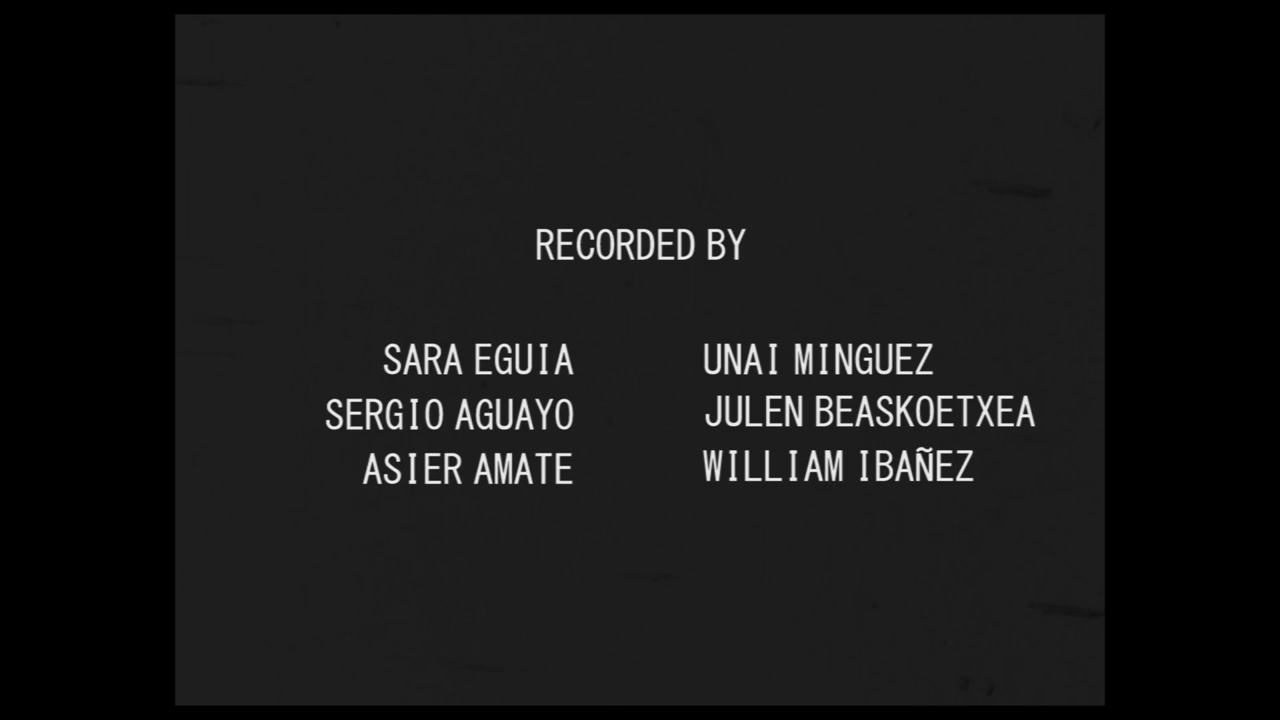 RECORDED BY
SARA EGUIA
SERGIO AGUAYO
ASIER AMATE
UNAI MINGUEZ
JULEN BEASKOETXEA
WILLIAM IBAÑEZ